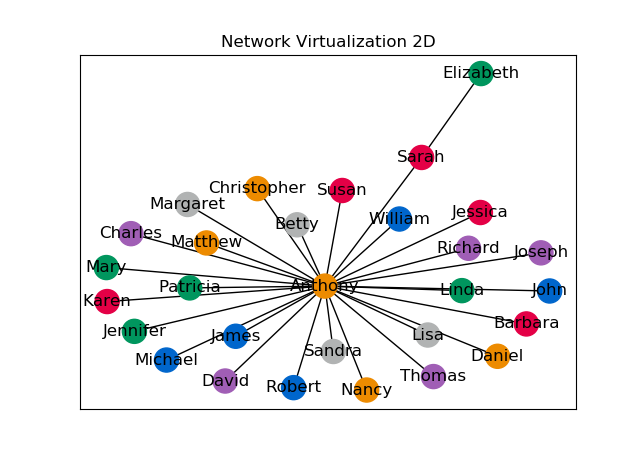 Network Virtualization 2D
Elizabeth
Sarah
Christopher
Susan
Margaret
Jessica
William
Betty
Charles
Matthew
Richard
Joseph
Mary
Anthony
Patricia
Linda
John
Karen
Barbara
Jennifer
James
Lisa
Sandra
Daniel
Michael
Thomas
David
Robert
Nancy